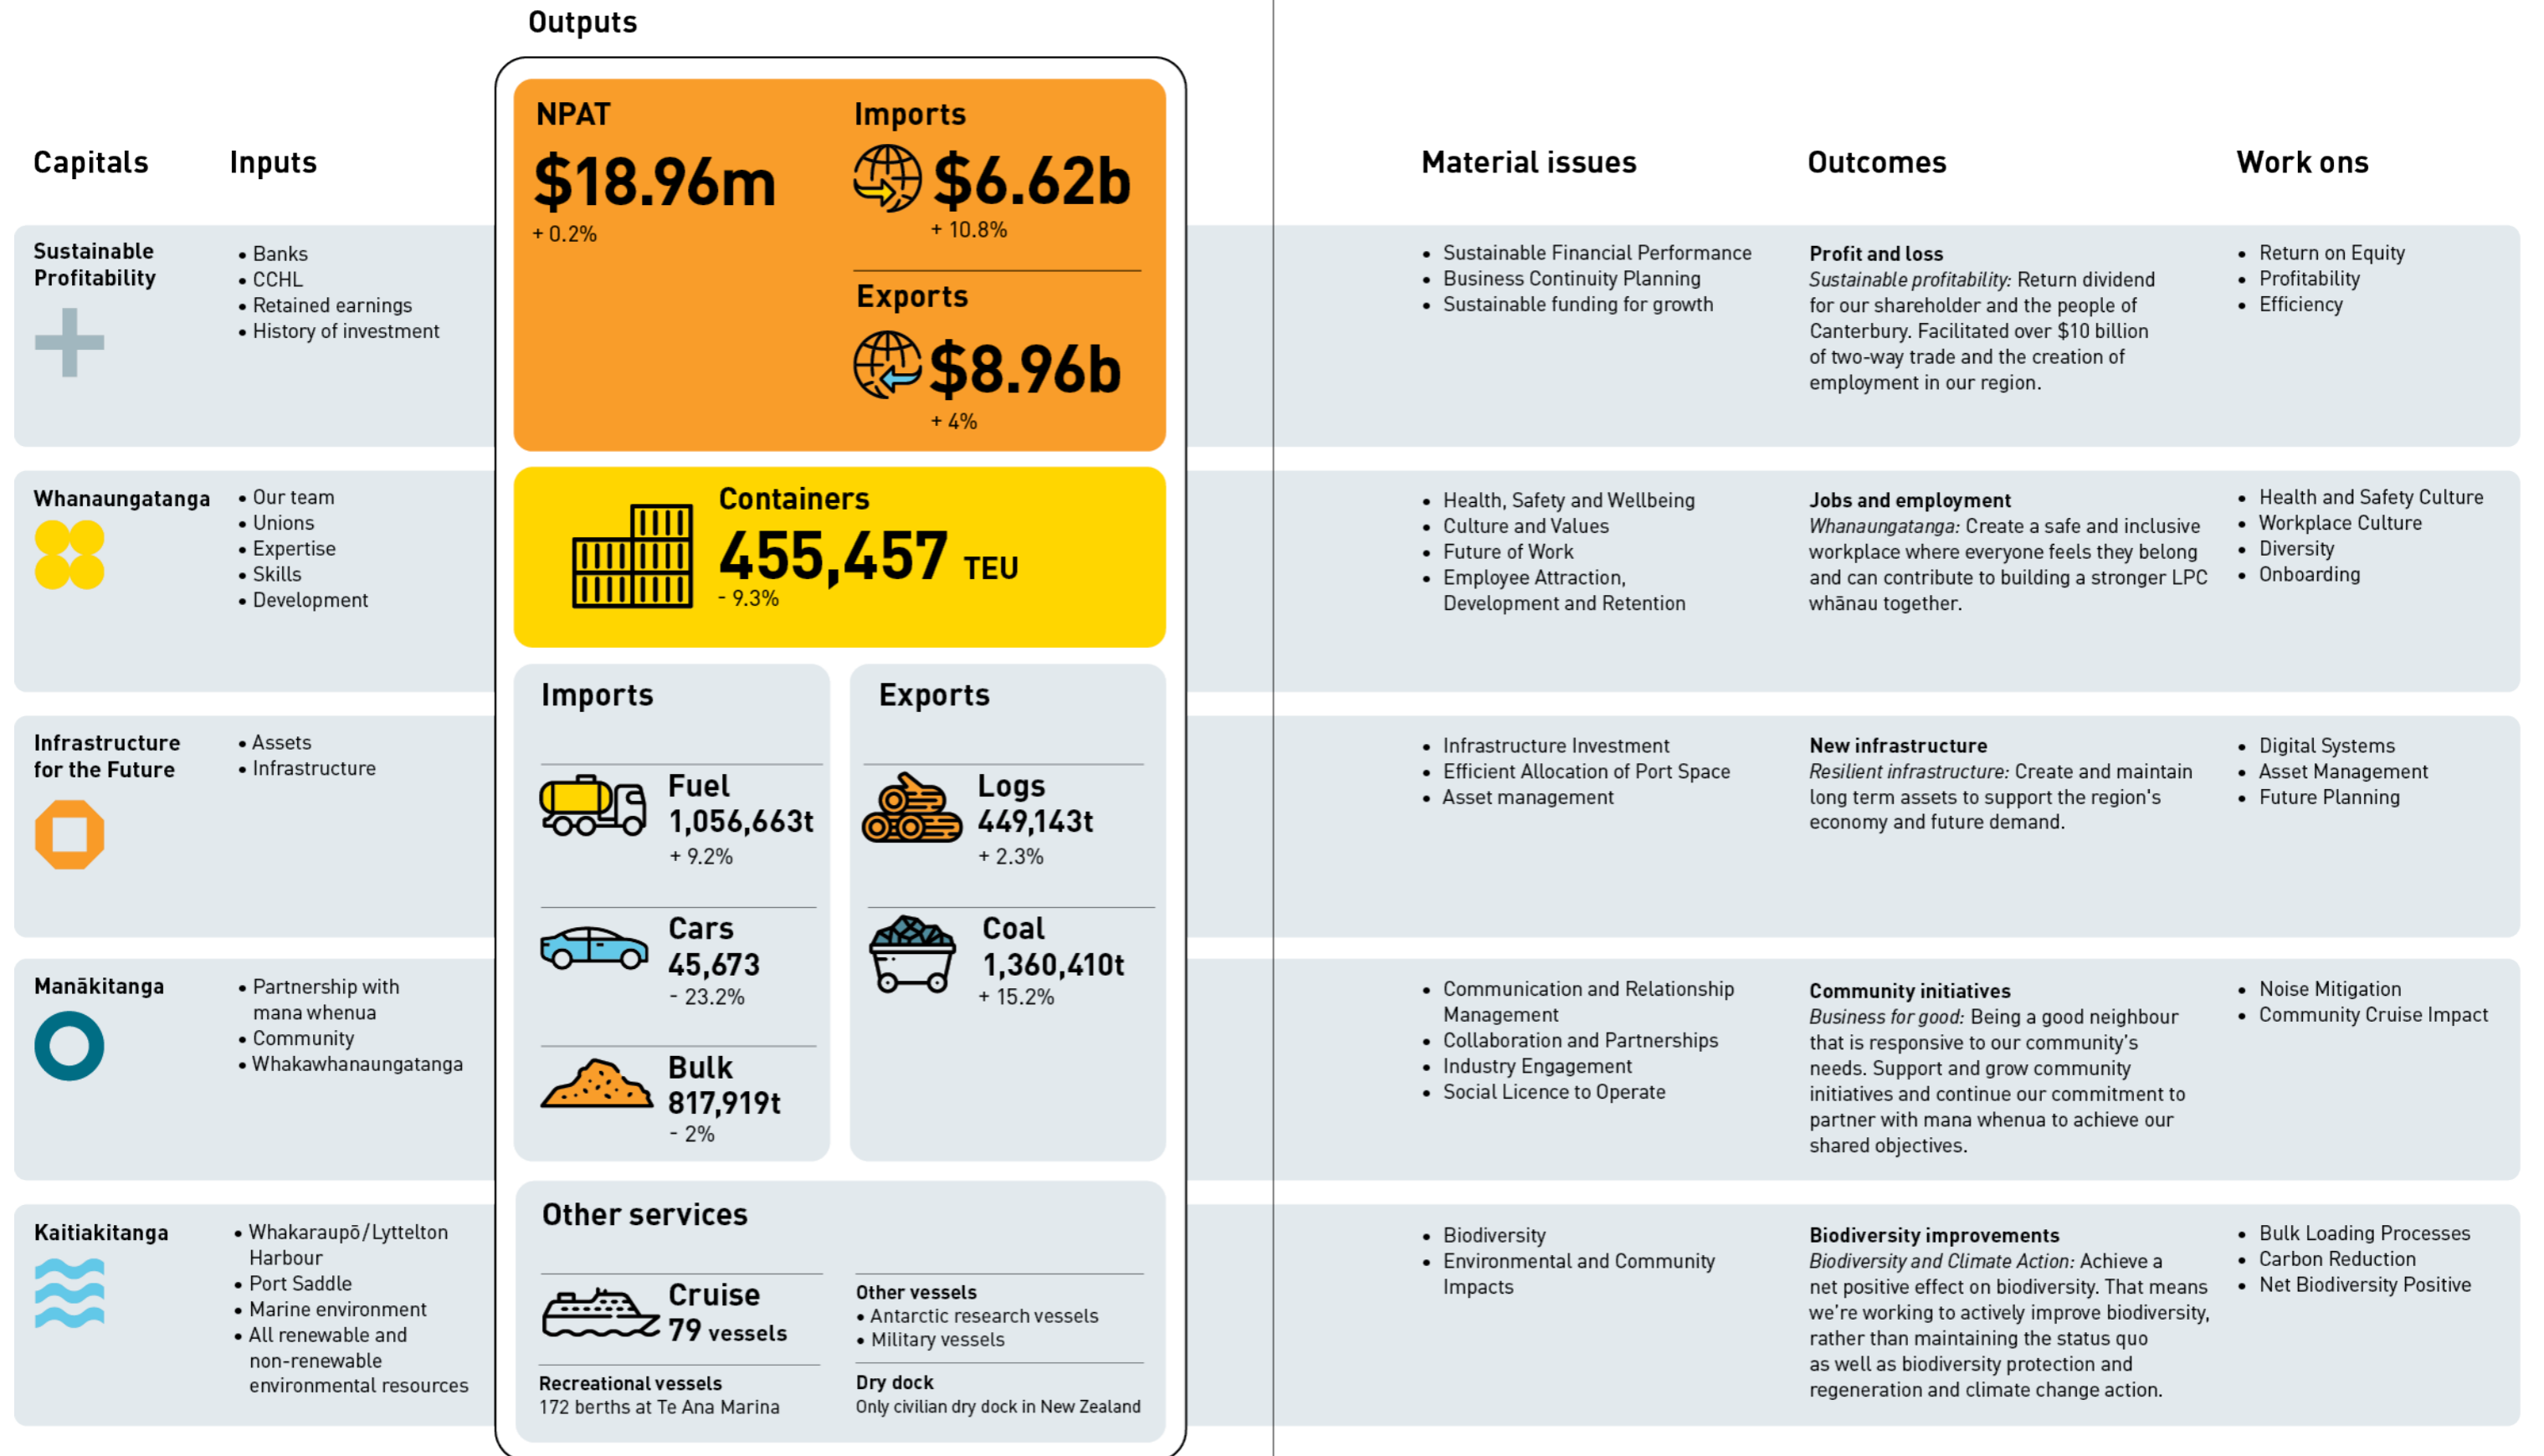 Outputs
Capitals
Inputs
NPAT
$18.96m
+ 0.2%
Imports
$6.62b
+ 10.8%
Exports
$8.96b
+ 4%
Material issues
Outcomes
Work ons
Sustainable
Profitability
• Banks
• CCHL
• Retained earnings
• History of investment
• Sustainable Financial Performance
• Business Continuity Planning
• Sustainable funding for growth
Profit and loss
Sustainable profitability: Return dividend
for our shareholder and the people of
Canterbury. Facilitated over $10 billion
of two-way trade and the creation of
employment in our region.
• Return on Equity
• Profitability
• Efficiency
Whanaungatanga
• Our team
• Unions
• Expertise
• Skills
• Development
Containers
455,457 TEU
- 9.3%
• Health, Safety and Wellbeing
• Culture and Values
• Future of Work
• Employee Attraction,
Development and Retention
Jobs and employment
Whanaungatanga: Create a safe and inclusive
workplace where everyone feels they belong
and can contribute to building a stronger LPC
whānau together.
• Health and Safety Culture
• Workplace Culture
• Diversity
• Onboarding
Infrastructure
for the Future
• Assets
• Infrastructure
Imports
Fuel
1,056,663t
+ 9.2%
Cars
45,673
- 23.2%
Bulk
817,919t
- 2%
Exports
Logs
449,143t
+ 2.3%
Coal
1,360,410t
+ 15.2%
• Infrastructure Investment
• Efficient Allocation of Port Space
• Asset management
New infrastructure
Resilient infrastructure: Create and maintain
long term assets to support the region's
economy and future demand.
• Digital Systems
• Asset Management
• Future Planning
Manākitanga
• Partnership with
mana whenua
• Community
• Whakawhanaungatanga
• Communication and Relationship
Management
• Collaboration and Partnerships
• Industry Engagement
• Social Licence to Operate
Community initiatives
Business for good: Being a good neighbour
that is responsive to our community's
needs. Support and grow community
initiatives and continue our commitment to
partner with mana whenua to achieve our
shared objectives.
• Noise Mitigation
• Community Cruise Impact
Kaitiakitanga
• Whakaraupō/Lyttelton
Harbour
• Port Saddle
• Marine environment
• All renewable and
non-renewable
environmental resources
Other services
Cruise
79 vessels
Recreational vessels
172 berths at Te Ana Marina
Other vessels
• Antarctic research vessels
• Military vessels
Dry dock
Only civilian dry dock in New Zealand
• Biodiversity
• Environmental and Community
Impacts
Biodiversity improvements
Biodiversity and Climate Action: Achieve a
net positive effect on biodiversity. That means
we're working to actively improve biodiversity,
rather than maintaining the status quo
as well as biodiversity protection and
regeneration and climate change action.
• Bulk Loading Processes
• Carbon Reduction
• Net Biodiversity Positive